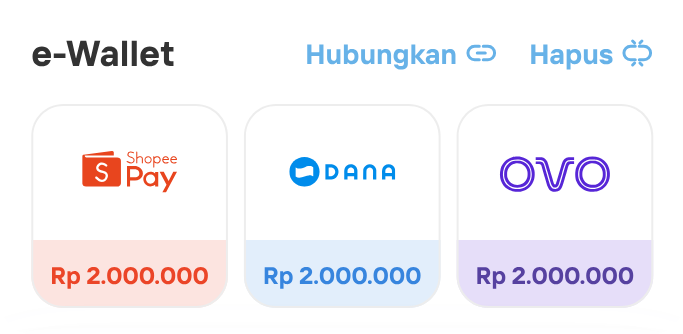 e-Wallet Hubungkan Hapus
S Shopee Pay DANA OVO
Rp 2.000.000 Rp 2.000.000 Rp 2.000.000